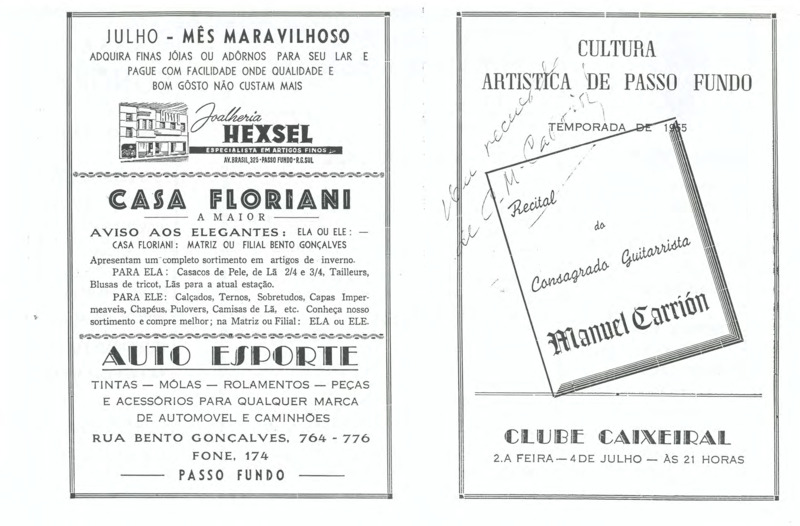 JULHO - MÊS MARAVILHOSO
ADQUIRA FINAS JÓIAS OU ADÔRNOS PARA SEU LAR E
PAGUE COM FACILIDADE ONDE QUALIDADE E
BOM GÔSTO NÃO CUSTAM MAIS
Joalheria
HEXSEL
ESPECIALISTA EM ARTIGOS FINOS
AV. BRASIL, 325 - PASSO FUNDO - R.G. SUL
CASA FLORIANI
A MAIOR
AVISO AOS ELEGANTES: ELA OU ELE: —
CASA FLORIANI: MATRIZ OU FILIAL BENTO GONÇALVES
Apresentam um completo sortimento em artigos de inverno.
PARA ELA: Casacos de Pele, de Lã 2/4 e 3/4, Tailleurs,
Blusas de tricot, Lãs para a atual estação.
PARA ELE: Calçados, Ternos, Sobretudos, Capas Imper-
meaveis, Chapéus, Pulovers, Camisas de Lã, etc. Conheça nosso
sortimento e compre melhor; na Matriz ou Filial: ELA ou ELE.
AUTO ESPORTE
TINTAS — MÓLAS — ROLAMENTOS — PEÇAS
E ACESSÓRIOS PARA QUALQUER MARCA
DE AUTOMOVEL E CAMINHÕES
RUA BENTO GONÇALVES, 764 - 776
FONE, 174
PASSO FUNDO
CULTURA
ARTISTICA DE PASSO FUNDO
TEMPORADA DE 1955
Recital
do
Consagrado Guitarrista
Manuel Carrión
CLUBE CAIXEIRAL
2.A FEIRA — 4 DE JULHO — ÀS 21 HORAS